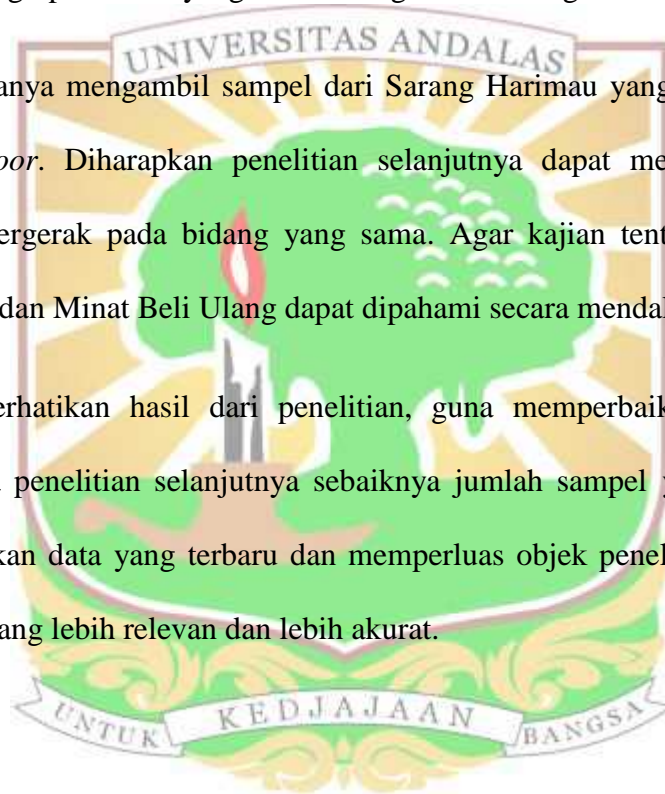 UNIVERSITAS ANDALAS
anya mengambil sampel dari Sarang Harimau yang
oor. Diharapkan penelitian selanjutnya dapat me
ergerak pada bidang yang sama. Agar kajian tent
dan Minat Beli Ulang dapat dipahami secara mendal
erhatikan hasil dari penelitian, guna memperbaik
penelitian selanjutnya sebaiknya jumlah sampel y
kan data yang terbaru dan memperluas objek penel
ang lebih relevan dan lebih akurat.
UNTUK KEDJAJAAN BANGSA